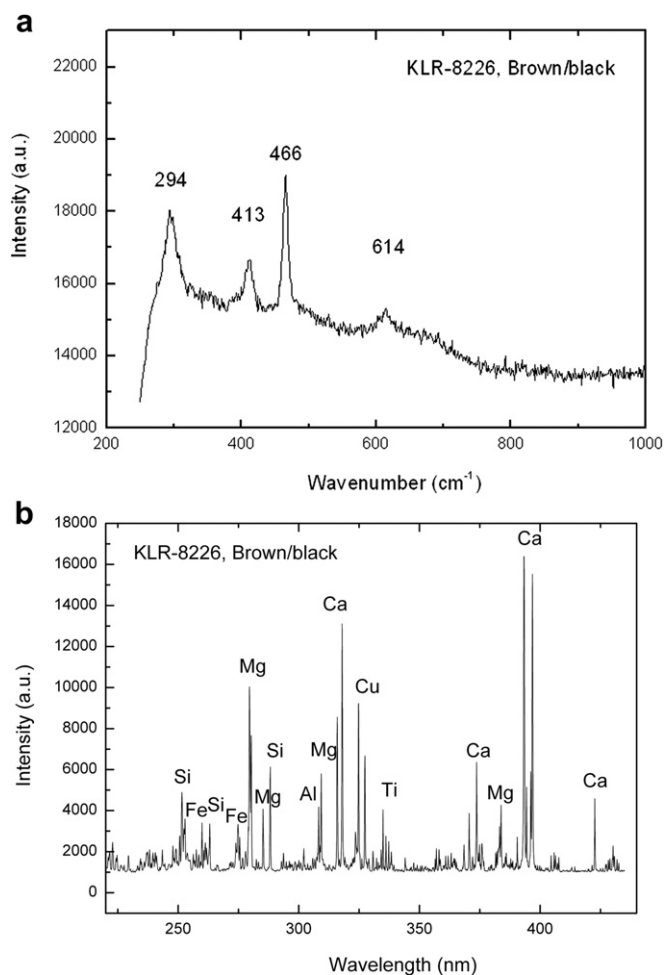 a
22000
20000
18000
16000
14000
12000
Intensity (a.u.)
KLR-8226, Brown/black
294
413
466
614
200
400
600
800
1000
Wavenumber (cm⁻¹)
b
18000
16000
14000
12000
10000
8000
6000
4000
2000
0
Intensity (a.u.)
KLR-8226, Brown/black
Si
Fe
Si
Fe
Mg
Mg
Si
Al
Mg
Ca
Cu
Ti
Ca
Mg
Ca
Ca
250
300
350
400
Wavelength (nm)